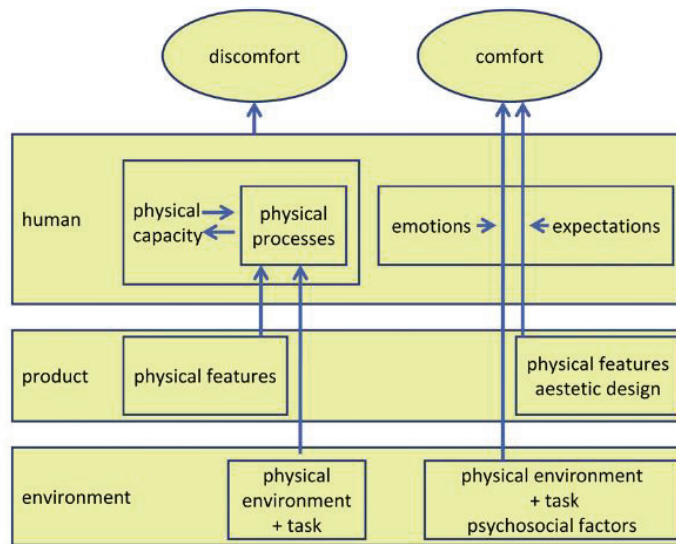 discomfort
comfort
human
physical
capacity
physical
processes
emotions
expectations
product
physical features
physical features
aestetic design
environment
physical
environment
+ task
physical environment
+ task
psychosocial factors